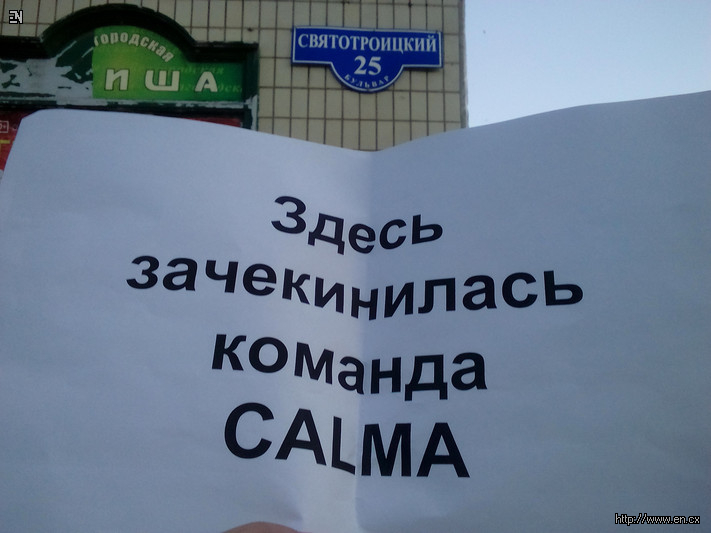 EN
городская
ИША
СВЯТОТРОИЦКИЙ
25
БУЛЬВАР
Здесь
зачекинилась
команда
CALMA
http://www.en.cx